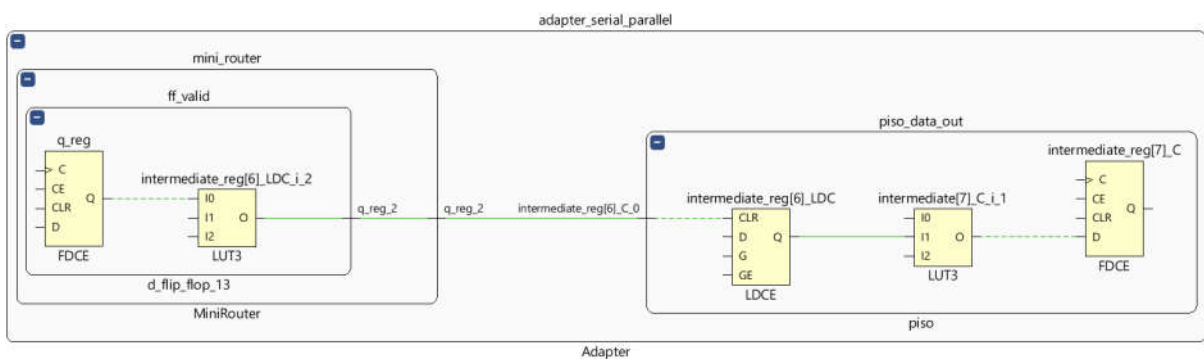 adapter_serial_parallel
mini_router
ff_valid
q_reg
C
CE
CLR
D
Q
FDCE
intermediate_reg[6]_LDC_i_2
I0
I1
I2
O
LUT3
q_reg_2
d_flip_flop_13
q_reg_2
MiniRouter
intermediate_reg[6]_C_0
piso_data_out
intermediate_reg[6]_LDC
CLR
D
G
GE
Q
LDCE
intermediate[7]_C_i_1
I0
I1
I2
O
LUT3
intermediate_reg[7]_C
C
CE
CLR
D
Q
FDCE
piso
Adapter